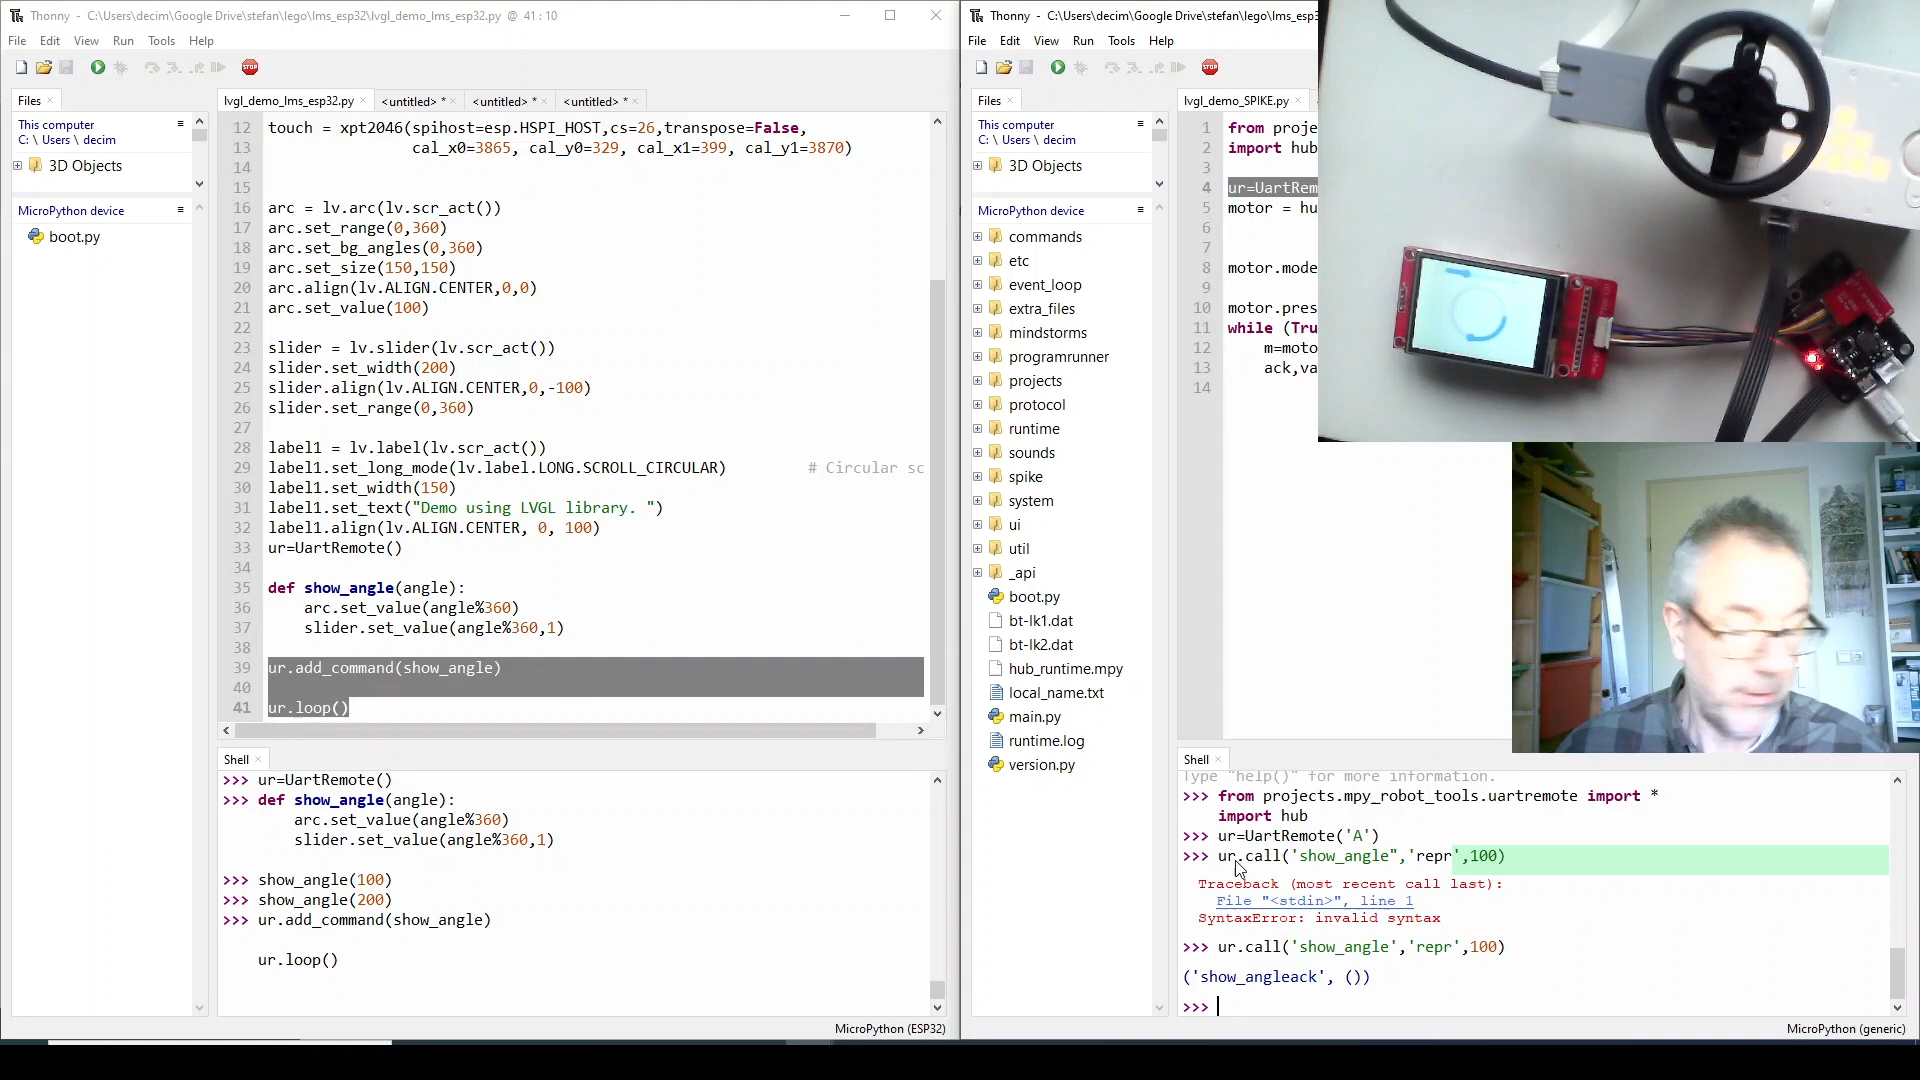 Thonny - C:\Users\decim\Google Drive\stefan\lego\lms_esp32\lvgl_demo_lms_esp32.py @ 41 : 10
File Edit View Run Tools Help
STOP
Files
This computer
C: \ Users \ decim
3D Objects
MicroPython device
boot.py
lvgl_demo_lms_esp32.py
<untitled> *
<untitled> *
<untitled> *
12 touch = xpt2046(spihost=esp.HSPI_HOST,cs=26,transpose=False,
13 cal_x0=3865, cal_y0=329, cal_x1=399, cal_y1=3870)
14
15
16 arc = lv.arc(lv.scr_act())
17 arc.set_range(0,360)
18 arc.set_bg_angles(0,360)
19 arc.set_size(150,150)
20 arc.align(lv.ALIGN.CENTER,0,0)
21 arc.set_value(100)
22
23 slider = lv.slider(lv.scr_act())
24 slider.set_width(200)
25 slider.align(lv.ALIGN.CENTER,0,-100)
26 slider.set_range(0,360)
27
28 label1 = lv.label(lv.scr_act())
29 label1.set_long_mode(lv.label.LONG.SCROLL_CIRCULAR) # Circular sc
30 label1.set_width(150)
31 label1.set_text("Demo using LVGL library. ")
32 label1.align(lv.ALIGN.CENTER, 0, 100)
33 ur=UartRemote()
34
35 def show_angle(angle):
36 arc.set_value(angle%360)
37 slider.set_value(angle%360,1)
38
39 ur.add_command(show_angle)
40
41 ur.loop()
Shell
>>> ur=UartRemote()
>>> def show_angle(angle):
arc.set_value(angle%360)
slider.set_value(angle%360,1)
>>> show_angle(100)
>>> show_angle(200)
>>> ur.add_command(show_angle)
ur.loop()
MicroPython (ESP32)
Thonny - C:\Users\decim\Google Drive\stefan\lego\lms_esp3
File Edit View Run Tools Help
STOP
Files
This computer
C: \ Users \ decim
3D Objects
MicroPython device
commands
etc
event_loop
extra_files
mindstorms
programrunner
projects
protocol
runtime
sounds
spike
system
ui
util
_api
boot.py
bt-lk1.dat
bt-lk2.dat
hub_runtime.mpy
local_name.txt
main.py
runtime.log
version.py
lvgl_demo_SPIKE.py
1 from proje
2 import hub
3
4 ur=UartRem
5 motor = hu
6
7
8 motor.mode
9
10 motor.pres
11 while (Tru
12 m=moto
13 ack,va
14
Shell
Type "help()" for more information.
>>> from projects.mpy_robot_tools.uartremote import *
import hub
>>> ur=UartRemote('A')
>>> ur.call('show_angle",'repr',100)
Traceback (most recent call last):
File "<stdin>", line 1
SyntaxError: invalid syntax
>>> ur.call('show_angle','repr',100)
('show_angleack', ())
>>>
MicroPython (generic)